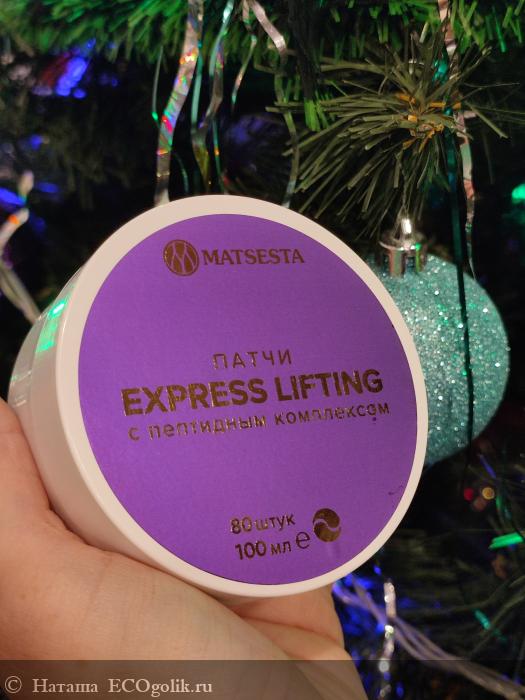 MATSESTA
ПАТЧИ
EXPRESS LIFTING
с пептидным комплексом
80 штук
100 мл e
© Наташа ECOgolik.ru